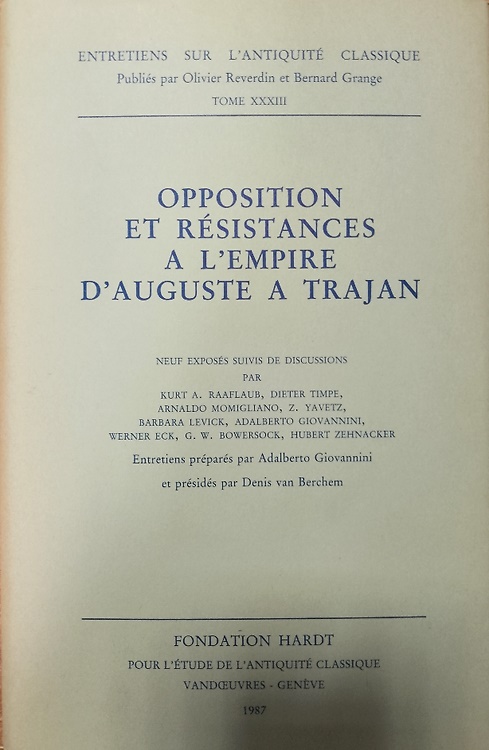 ENTRETIENS SUR L'ANTIQUITÉ CLASSIQUE
Publiés par Olivier Reverdin et Bernard Grange
TOME XXXIII
OPPOSITION
ET RÉSISTANCES
A L'EMPIRE
D'AUGUSTE A TRAJAN
NEUF EXPOSÉS SUIVIS DE DISCUSSIONS
PAR
KURT A. RAAFLAUB, DIETER TIMPE,
ARNALDO MOMIGLIANO, Z. YAVETZ,
BARBARA LEVICK, ADALBERTO GIOVANNINI,
WERNER ECK, G. W. BOWERSOCK, HUBERT ZEHNACKER
Entretiens préparés par Adalberto Giovannini
et présidés par Denis van Berchem
FONDATION HARDT
POUR L'ÉTUDE DE L'ANTIQUITÉ CLASSIQUE
VANDŒUVRES - GENÈVE
1987